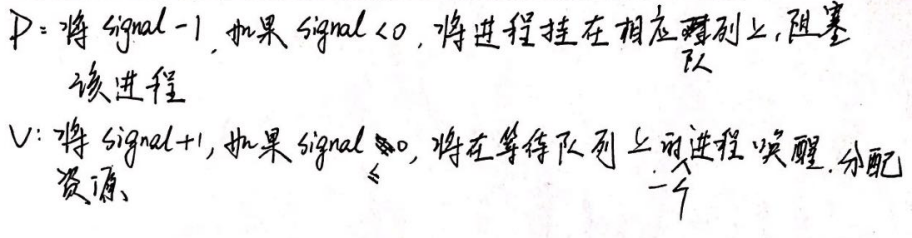 P：将 signal-1，如果 signal<0，将进程挂在相应队列上，阻塞
该进程
V：将 signal+1，如果 signal≤0，将在等待队列上的一个进程唤醒．分配
资源、